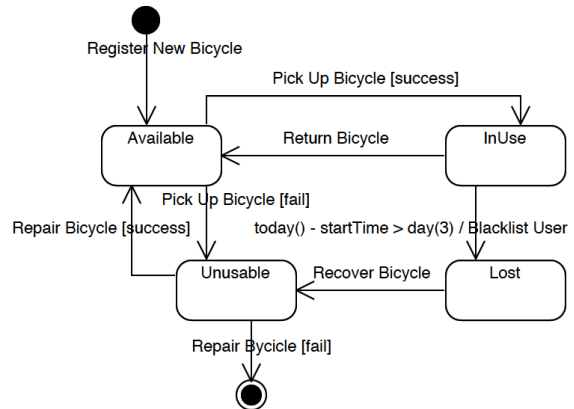 Register New Bicycle
Pick Up Bicycle [success]
Available
Return Bicycle
InUse
Pick Up Bicycle [fail]
Repair Bicycle [success]
today() - startTime > day(3) / Blacklist User
Unusable
Recover Bicycle
Lost
Repair Bycicle [fail]